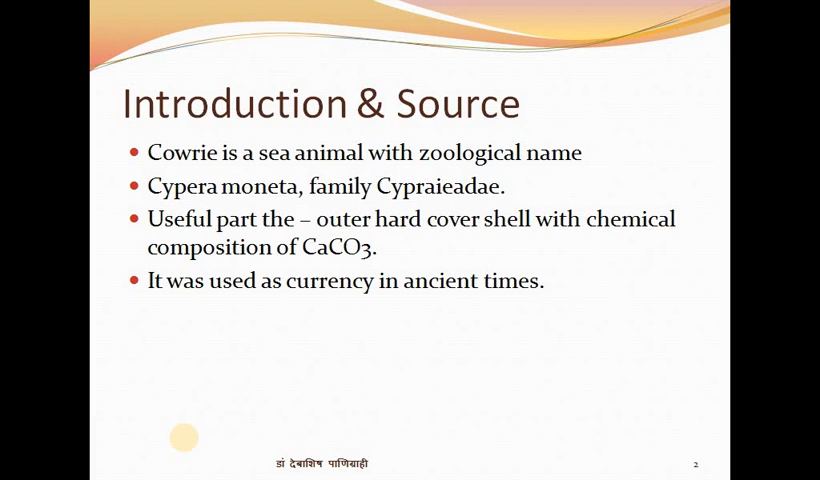 Introduction & Source
Cowrie is a sea animal with zoological name
Cypera moneta, family Cypraieadae.
Useful part the – outer hard cover shell with chemical
composition of CaCO3.
It was used as currency in ancient times.
डां देबाशिष पाणिग्राही
2